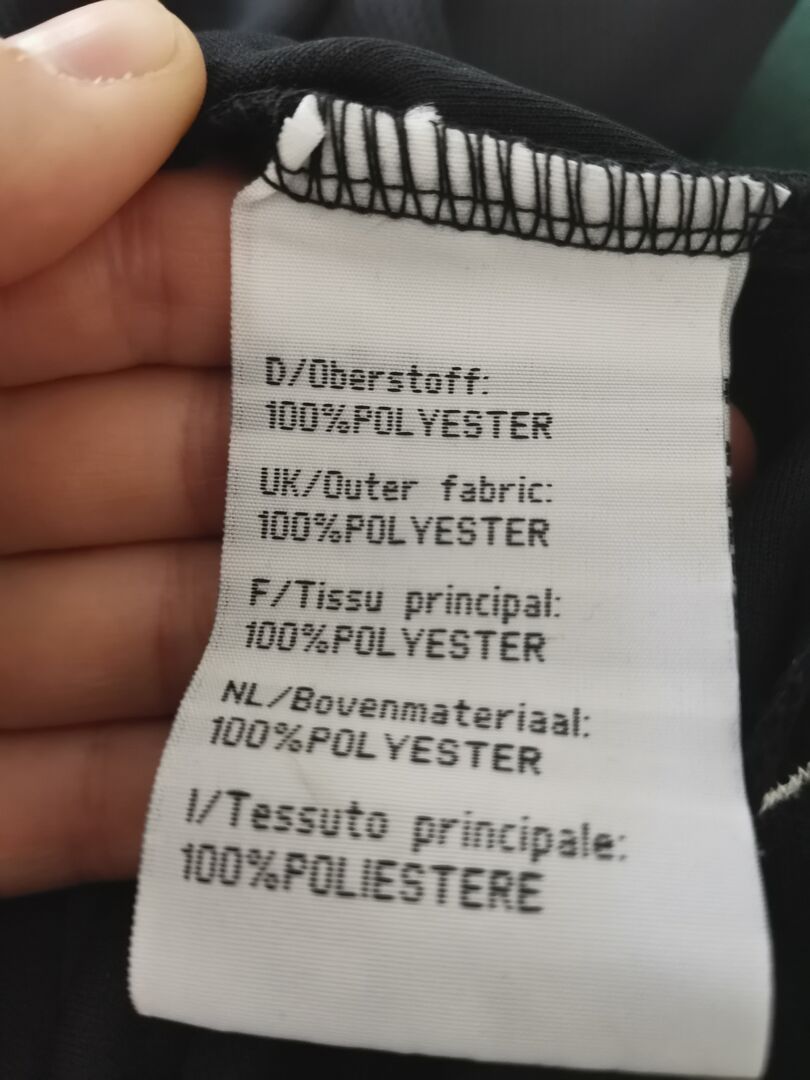 D/Oberstoff:
100%POLYESTER
UK/Outer fabric:
100%POLYESTER
F/Tissu principal:
100%POLYESTER
NL/Bovenmateriaal:
100%POLYESTER
I/Tessuto principale:
100%POLIESTERE